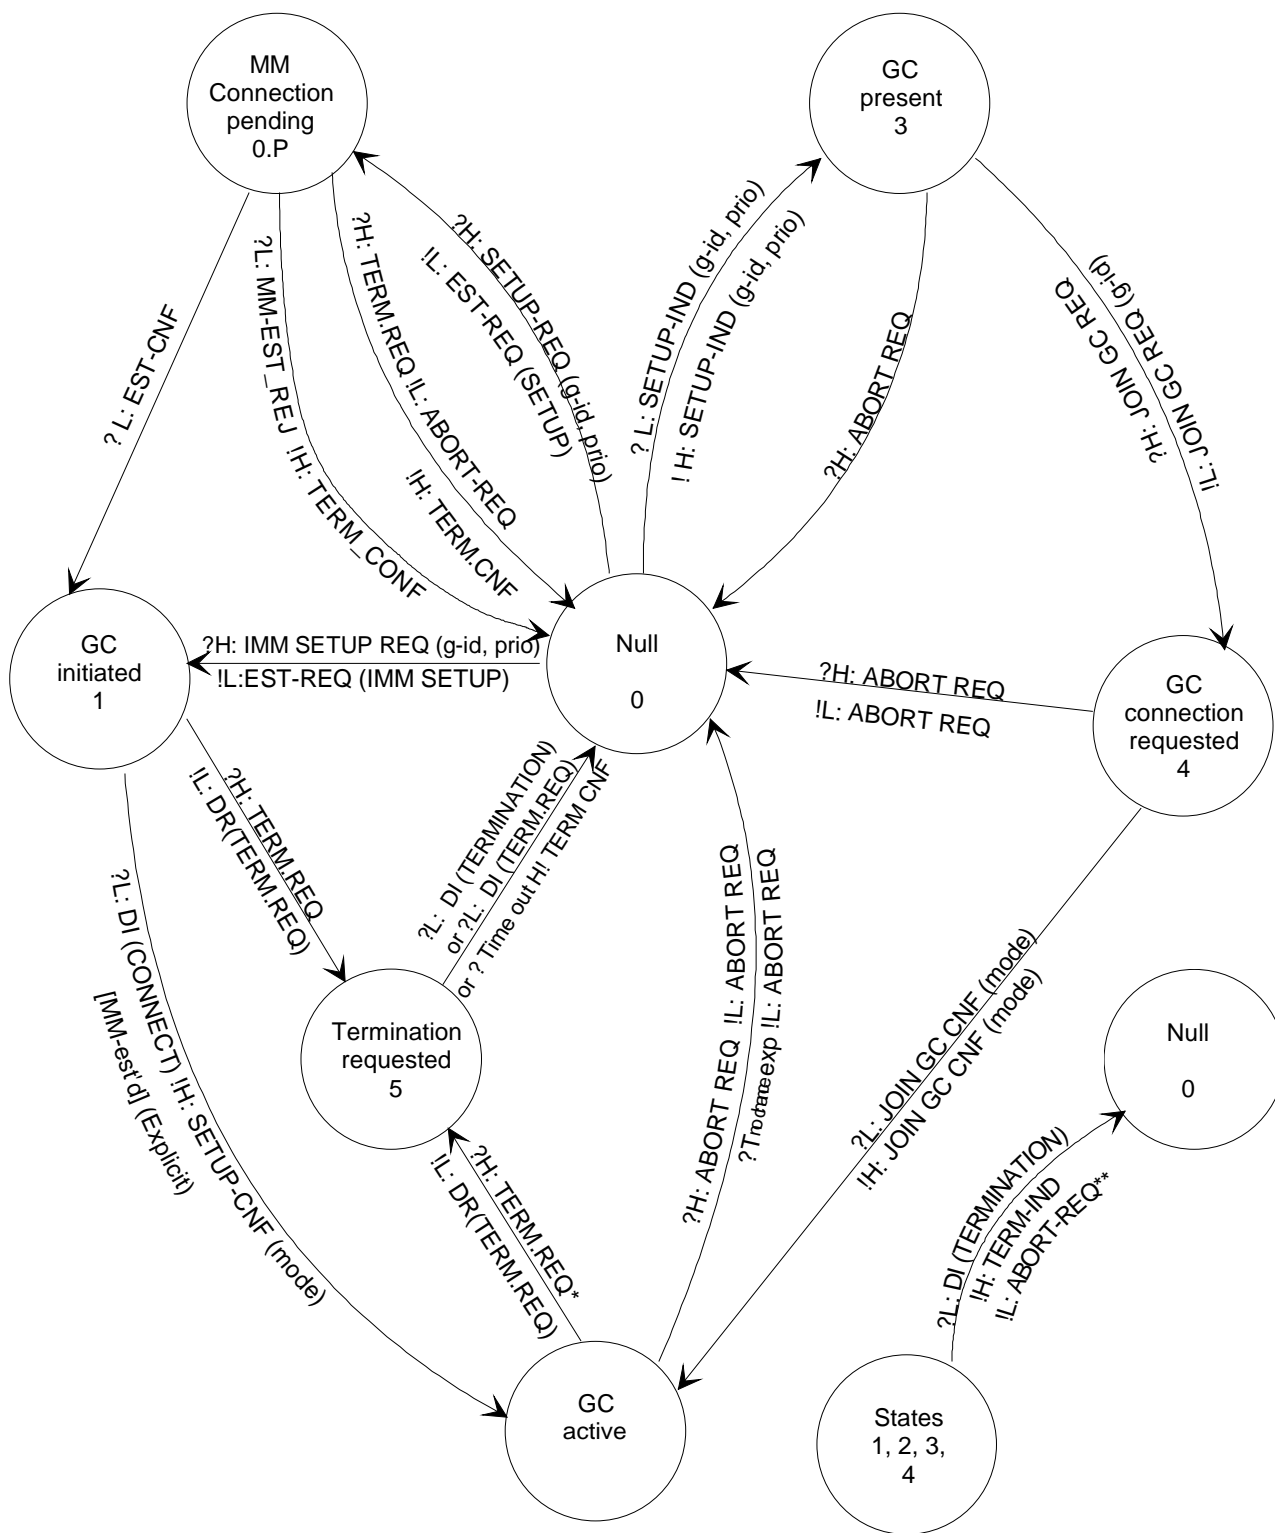 MM
Connection
pending
0.P
GC
present
3
?L: EST-CNF
?L: MM-EST_REJ !H: TERM_CONF
?H: TERM.REQ !L: ABORT-REQ
!H: TERM.CNF
?H: SETUP-REQ (g-id, prio)
!L: EST-REQ (SETUP)
? L: SETUP-IND (g-id, prio)
! H: SETUP-IND (g-id, prio)
?H: ABORT REQ
!L: JOIN GC REQ (g-id)
?H: JOIN GC REQ
GC
initiated
1
?H: IMM SETUP REQ (g-id, prio)
!L:EST-REQ (IMM SETUP)
Null
0
?H: ABORT REQ
!L: ABORT REQ
GC
connection
requested
4
?H: TERM.REQ
!L: DR(TERM.REQ)
?L: DI (TERMINATION)
or ?L: DI (TERM.REQ)
or ? Time out H! TERM CNF
?L: DI (CONNECT) !H: SETUP-CNF (mode)
[MM-est'd] (Explicit)
Termination
requested
5
?H: TERM.REQ*
!L: DR(TERM.REQ)
?H: ABORT REQ !L: ABORT REQ
exp !L: ABORT REQ
?L: JOIN GC CNF (mode)
!H: JOIN GC CNF (mode)
Null
0
?L: DI (TERMINATION)
!H: TERM-IND
!L: ABORT-REQ**
GC
active
States
1, 2, 3,
4